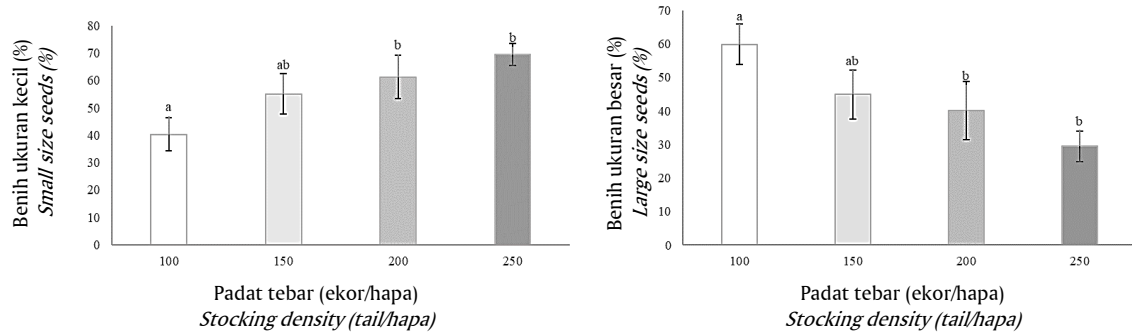 Benih ukuran kecil (%)
Small size seeds (%)
80
70
60
50
40
30
20
10
0
a
ab
b
b
100 150 200 250
Padat tebar (ekor/hapa)
Stocking density (tail/hapa)
Benih ukuran besar (%)
Large size seeds (%)
70
60
50
40
30
20
10
0
a
ab
b
b
100 150 200 250
Padat tebar (ekor/hapa)
Stocking density (tail/hapa)